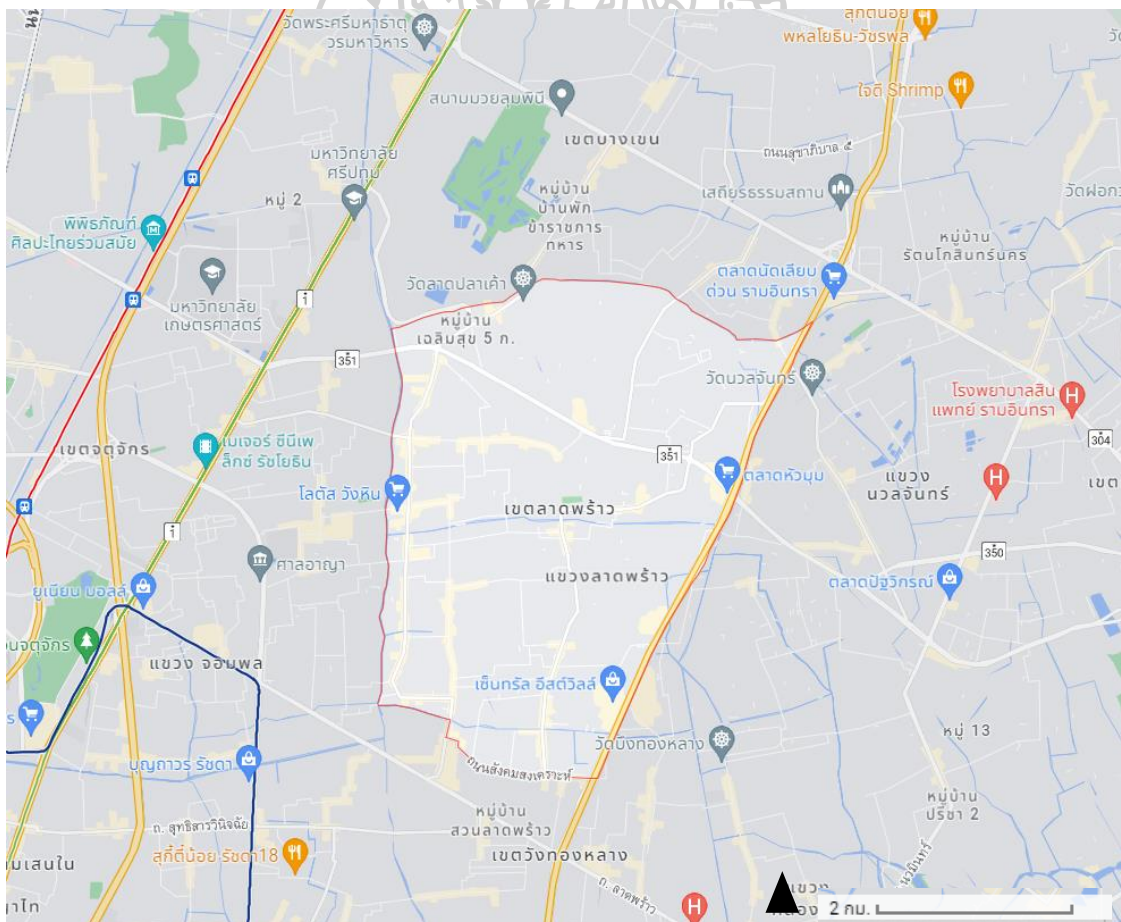 วัดพระศรีมหาธาตุ
วรมหาวิหาร
สุกี้ตี๋น้อย
พหลโยธิน-วัชรพล
ใจดี Shrimp
สนามมวยลุมพินี
เขตบางเขน
ถนนสุขาภิบาล ๕
มหาวิทยาลัย
ศรีปทุม
หมู่ 2
หมู่บ้าน
บ้านพัก
ข้าราชการ
ทหาร
เสถียรธรรมสถาน
พิพิธภัณฑ์
ศิลปะไทยร่วมสมัย
หมู่บ้าน
รัตนโกสินทร์นคร
ตลาดนัดเลียบ
ด่วน รามอินทรา
วัดลาดปลาเค้า
มหาวิทยาลัย
เกษตรศาสตร์
1
หมู่บ้าน
เฉลิมสุข 5 ก.
351
วัดนวลจันทร์
โรงพยาบาลสิน
แพทย์ รามอินทรา
304
เขตจตุจักร
เมเจอร์ ซีนีเพ
ล็กซ์ รัชโยธิน
351
โลตัส วังหิน
ตลาดหัวมุม
แขวง
นวลจันทร์
เขตลาดพร้าว
1
ศาลอาญา
350
แขวงลาดพร้าว
ตลาดปัฐวิกรณ์
ยูเนี่ยน มอลล์
แขวง จอมพล
เซ็นทรัล อีสต์วิลล์
วัดบึงทองหลาง
หมู่ 13
บุญถาวร รัชดา
ถนนสังคมสงเคราะห์
หมู่บ้าน
ปรีชา 2
หมู่บ้าน
สวนลาดพร้าว
ถ. สุทธิสารวินิจฉัย
สุกี้ตี๋น้อย รัชดา18
เขตวังทองหลาง
ถ. ลาดพร้าว
แขวง
2 กม.